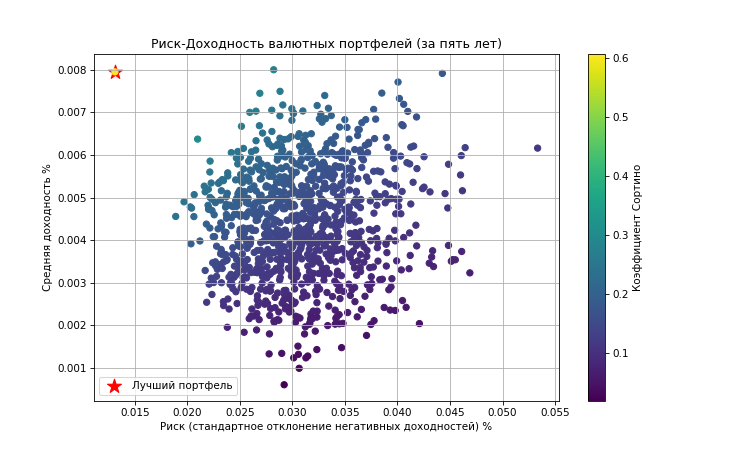 Риск-Доходность валютных портфелей (за пять лет)
Средняя доходность %
0.008
0.007
0.006
0.005
0.004
0.003
0.002
0.001
Лучший портфель
0.015 0.020 0.025 0.030 0.035 0.040 0.045 0.050 0.055
Риск (стандартное отклонение негативных доходностей) %
0.6
0.5
0.4
0.3
0.2
0.1
Коэффициент Сортино